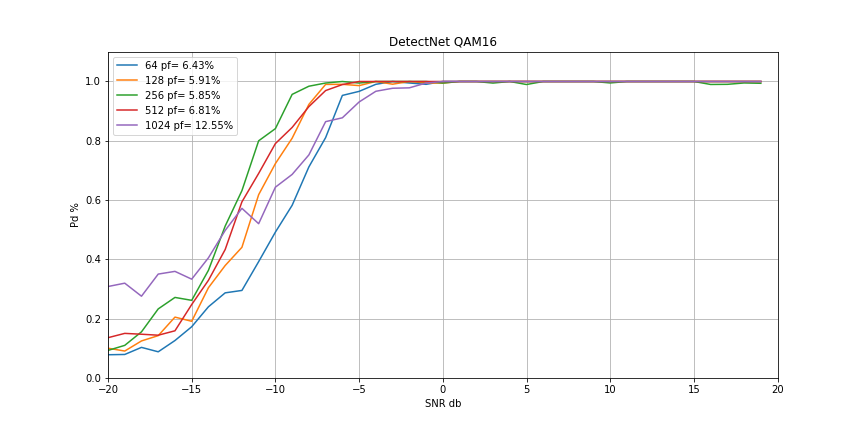 DetectNet QAM16
64 pf= 6.43%
128 pf= 5.91%
256 pf= 5.85%
512 pf= 6.81%
1024 pf= 12.55%
Pd %
1.0
0.8
0.6
0.4
0.2
0.0
−20 −15 −10 −5 0 5 10 15 20
SNR db